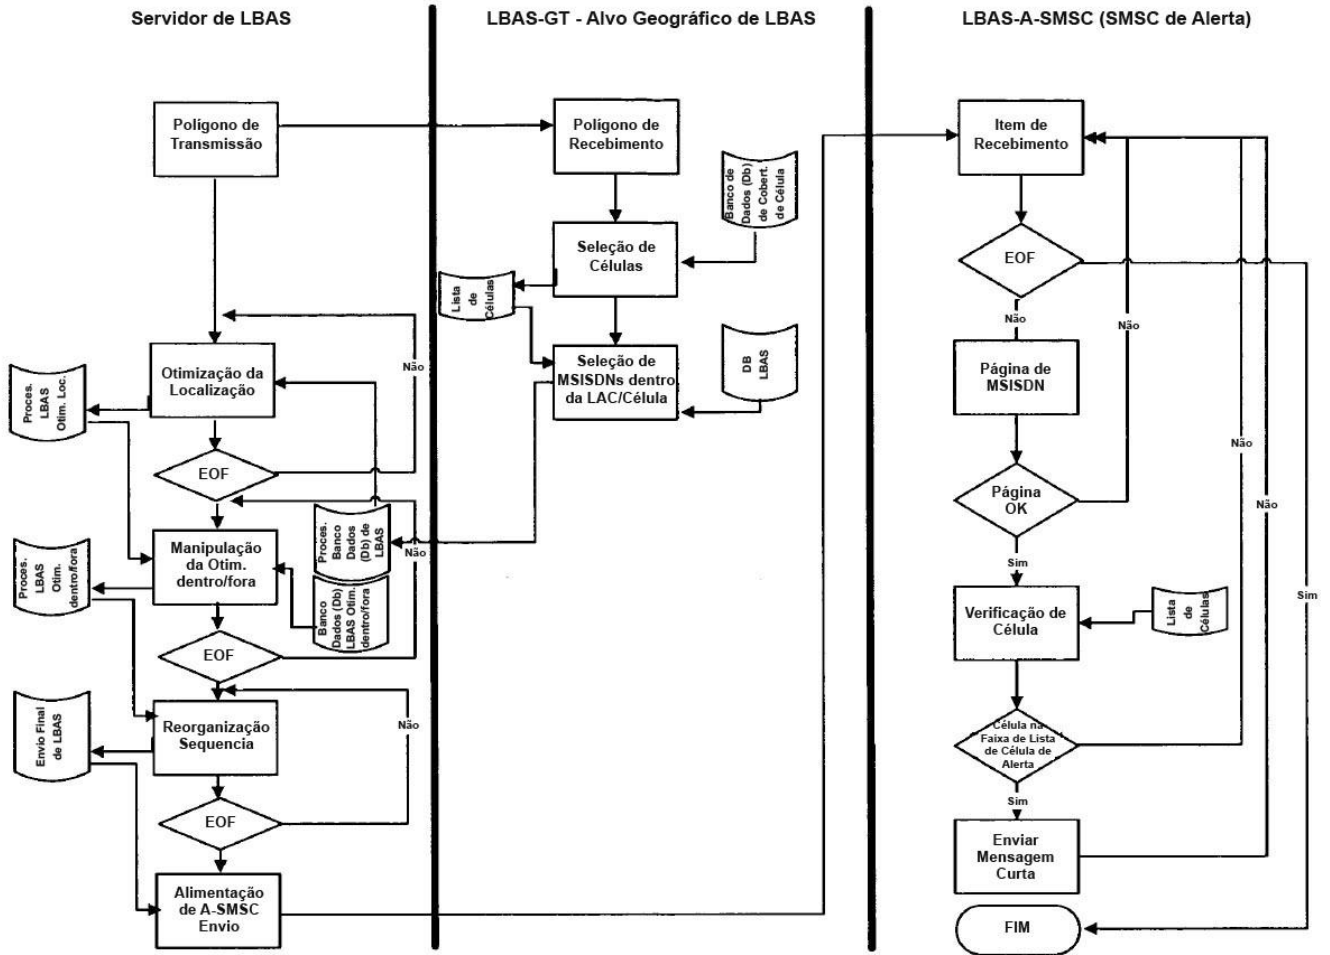 Servidor de LBAS
LBAS-GT - Alvo Geográfico de LBAS
LBAS-A-SMSC (SMSC de Alerta)
Polígono de
Transmissão
Otimização da
Localização
Não
Proces.
LBAS
Otim. Loc.
EOF
Manipulação
da Otim.
dentro/fora
Não
Proces.
LBAS
Otim.
dentro/fora
Proces.
Banco
Dados
(Db) de
LBAS
Banco
Dados (Db)
LBAS Otim.
dentro/fora
EOF
Reorganização
Sequencia
Não
Envio Final
de LBAS
EOF
Alimentação
de A-SMSC
Envio
Polígono de
Recebimento
Banco de
Dados (Db)
de Cobert.
de Célula
Seleção de
Células
Lista
de
Células
Seleção de
MSISDNs dentro
da LAC/Célula
DB
LBAS
Item de
Recebimento
EOF
Não
Não
Página de
MSISDN
Não
Página
OK
Não
Sim
Sim
Verificação de
Célula
Lista
de
Células
Célula na
Faixa de Lista
de Célula de
Alerta
Sim
Enviar
Mensagem
Curta
FIM